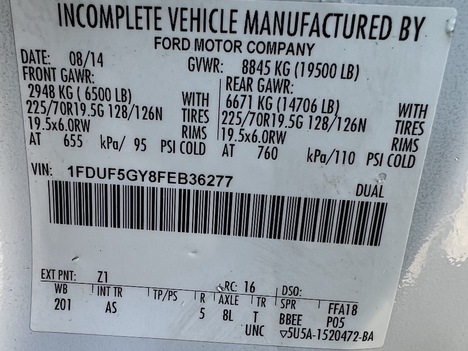 INCOMPLETE VEHICLE MANUFACTURED BY
FORD MOTOR COMPANY
DATE: 08/14 GVWR: 8845 KG (19500 LB)
FRONT GAWR: REAR GAWR:
2948 KG ( 6500 LB) WITH 6671 KG (14706 LB) WITH
225/70R19.5G 128/126N TIRES 225/70R19.5G 128/126N TIRES
19.5x6.0RW RIMS 19.5x6.0RW RIMS
AT 655 kPa/ 95 PSI COLD AT 760 kPa/110 PSI COLD
VIN: 1FDUF5GY8FEB36277 DUAL
EXT PNT: Z1 RC: 16 DSO:
WB INT TR TP/PS R AXLE TR SPR FFA18
201 AS 5 8L T BBEE P05
UNC ▽5U5A-1520472-BA